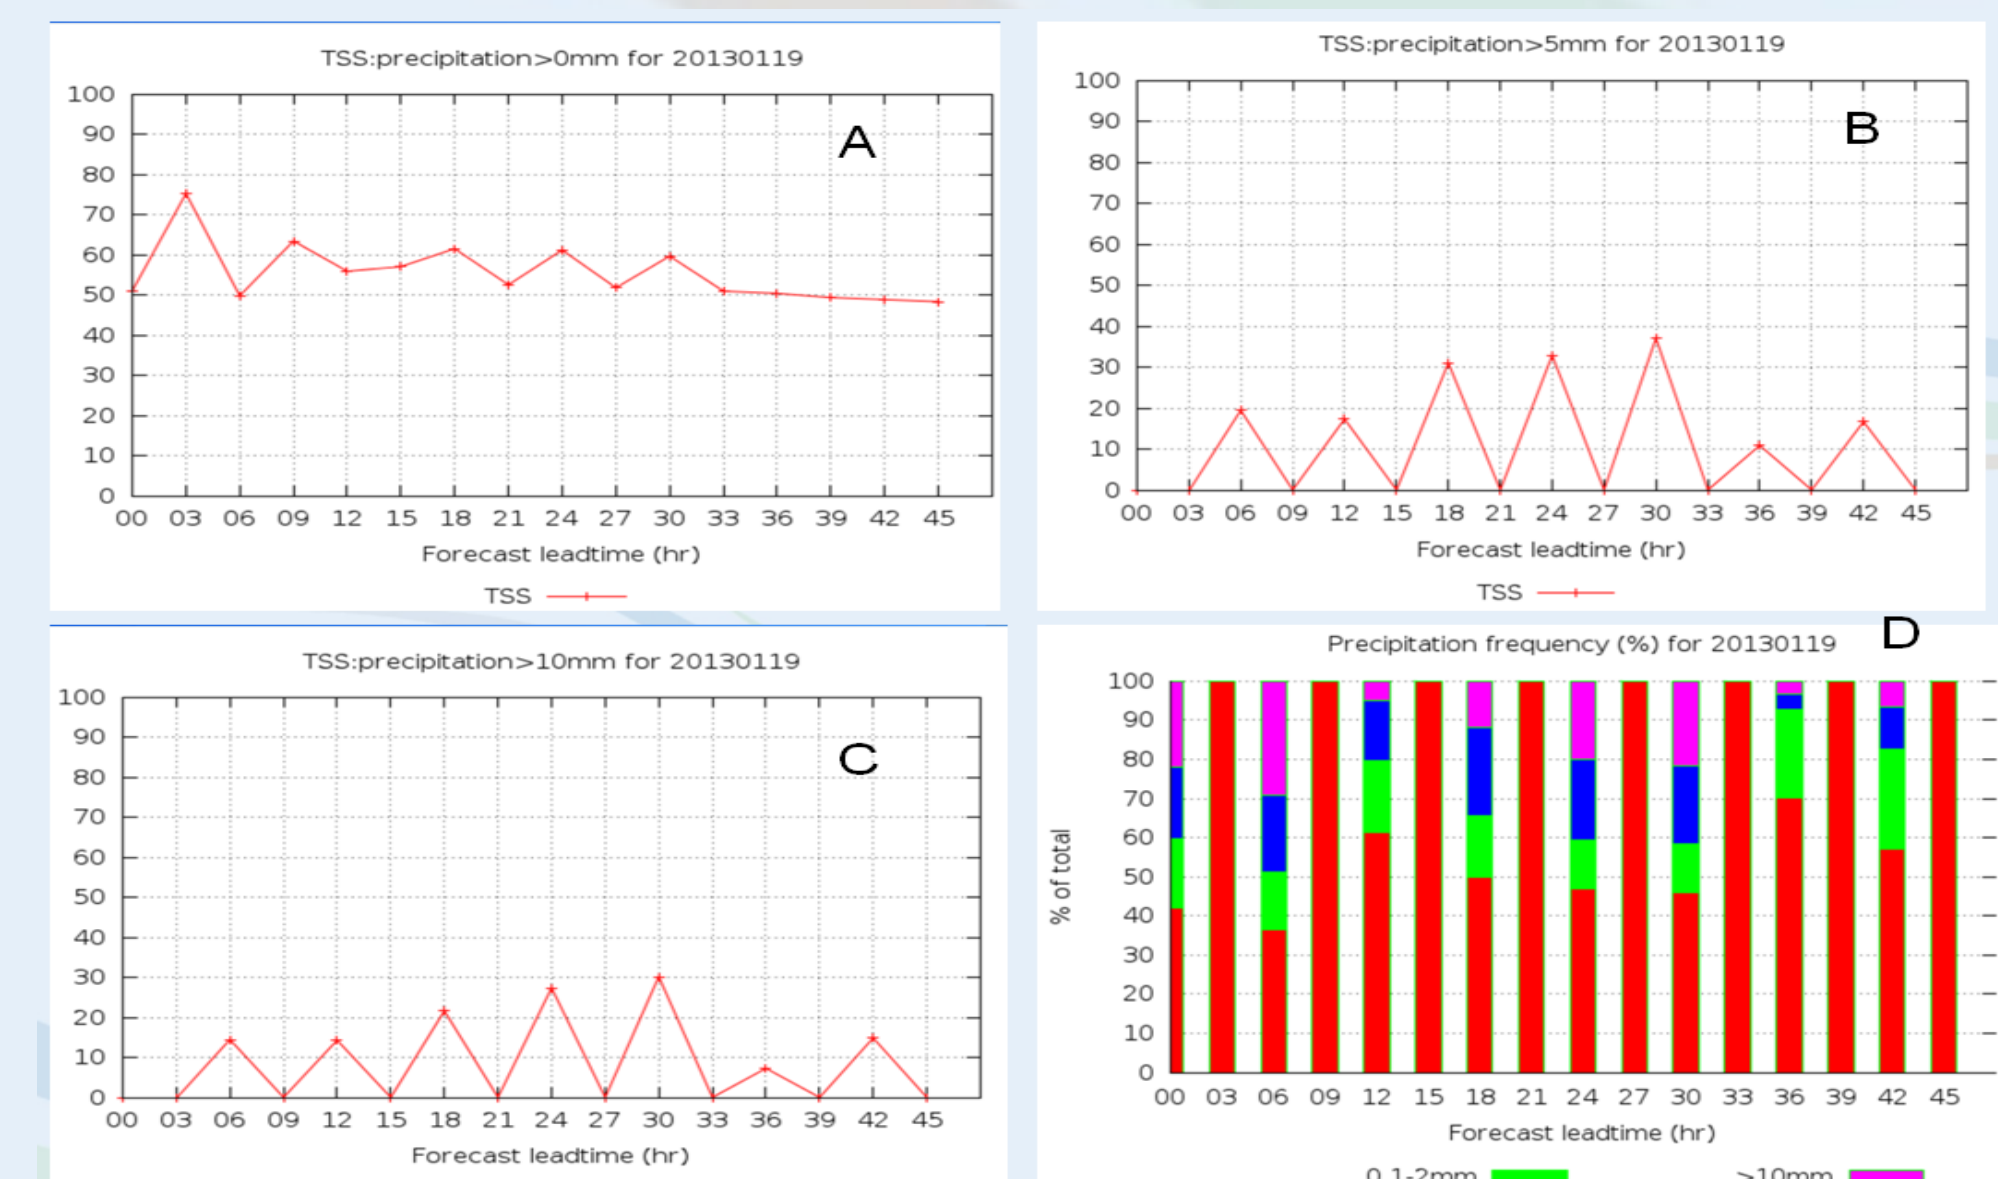 TSS:precipitation>0mm for 20130119
A
100
90
80
70
60
50
40
30
20
10
0
00 03 06 09 12 15 18 21 24 27 30 33 36 39 42 45
Forecast leadtime (hr)
TSS
TSS:precipitation>5mm for 20130119
B
100
90
80
70
60
50
40
30
20
10
0
00 03 06 09 12 15 18 21 24 27 30 33 36 39 42 45
Forecast leadtime (hr)
TSS
TSS:precipitation>10mm for 20130119
C
100
90
80
70
60
50
40
30
20
10
0
00 03 06 09 12 15 18 21 24 27 30 33 36 39 42 45
Forecast leadtime (hr)
D
Precipitation frequency (%) for 20130119
100
90
80
70
60
50
40
30
20
10
0
% of total
00 03 06 09 12 15 18 21 24 27 30 33 36 39 42 45
Forecast leadtime (hr)
0.1-2mm >10mm